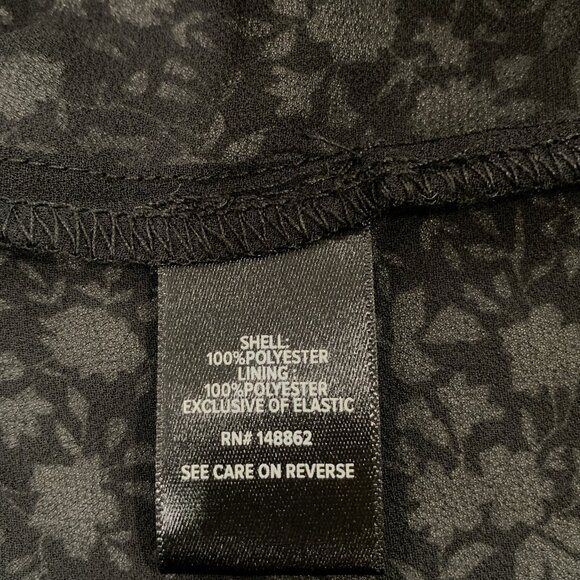 SHELL:
100%POLYESTER
LINING:
100%POLYESTER
EXCLUSIVE OF ELASTIC
RN# 148862
SEE CARE ON REVERSE